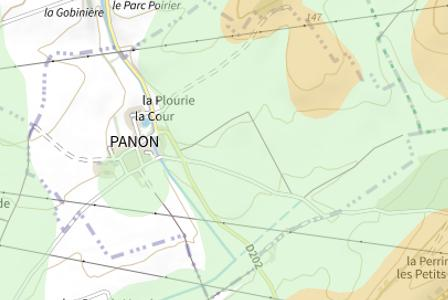 le Parc Poirier
la Gobinière
147
la Plourie
la Cour
PANON
de
D202
la Perrin
les Petits